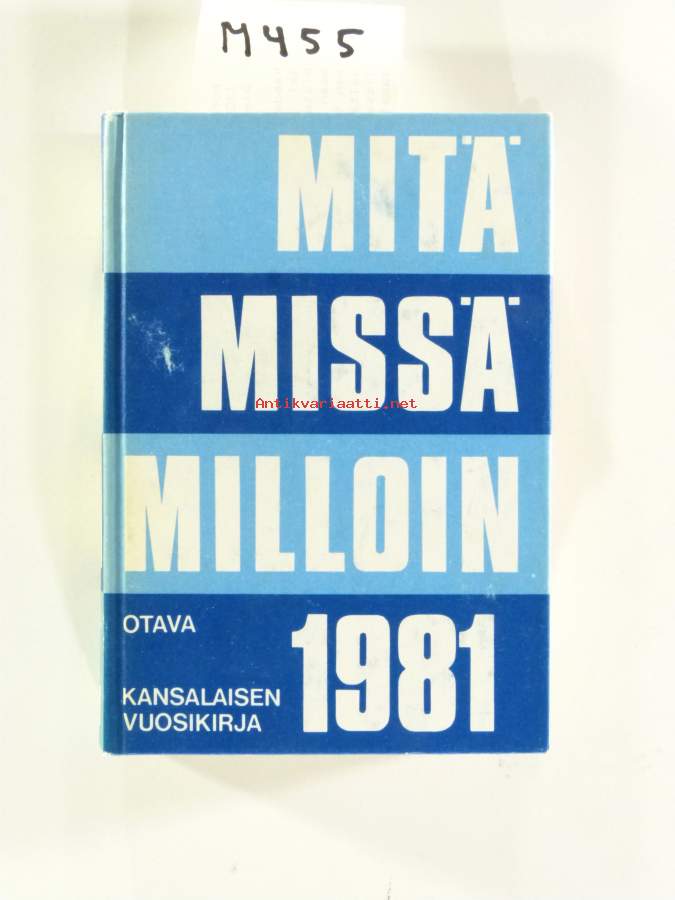 M455
MITÄ
MISSÄ
Antikvariaatti.net
MILLOIN
OTAVA
1981
KANSALAISEN
VUOSIKIRJA